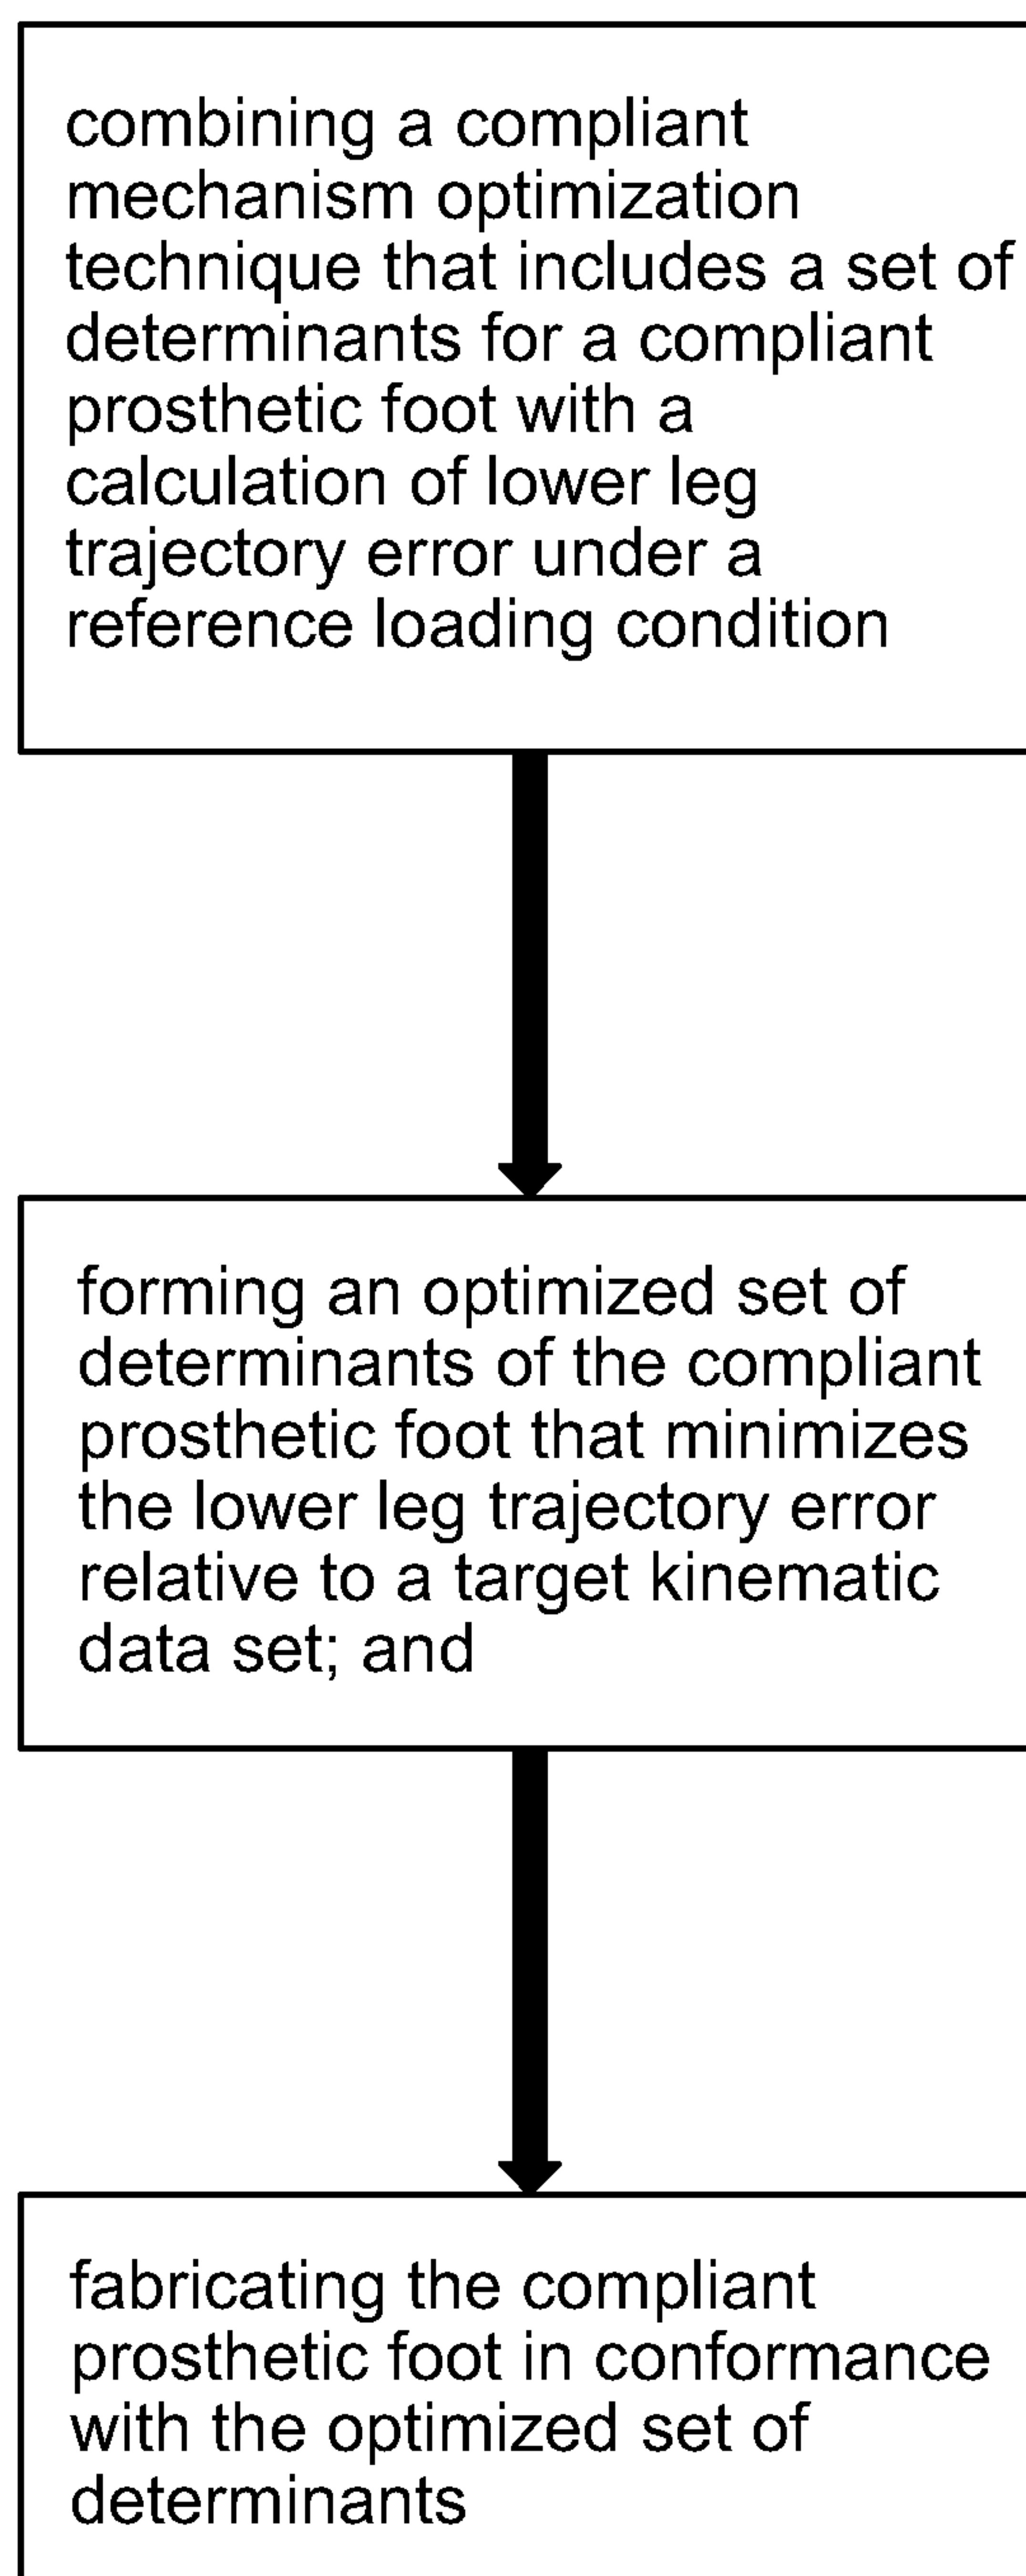 combining a compliant
mechanism optimization
technique that includes a set of
determinants for a compliant
prosthetic foot with a
calculation of lower leg
trajectory error under a
reference loading condition
forming an optimized set of
determinants of the compliant
prosthetic foot that minimizes
the lower leg trajectory error
relative to a target kinematic
data set; and
fabricating the compliant
prosthetic foot in conformance
with the optimized set of
determinants